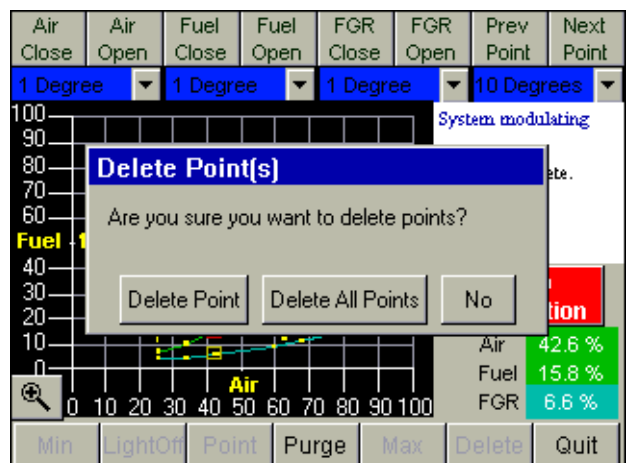 Air Close Air Open Fuel Close Fuel Open FGR Close FGR Open Prev Point Next Point
1 Degree 1 Degree 1 Degree 10 Degrees
System modulating
Delete Point(s)
Are you sure you want to delete points?
Delete Point Delete All Points No
100
90
80
70
60
Fuel
40
30
20
10
0
Air
0 10 20 30 40 50 60 70 80 90 100
Air 42.6 %
Fuel 15.8 %
FGR 6.6 %
Min LightOff Point Purge Max Delete Quit